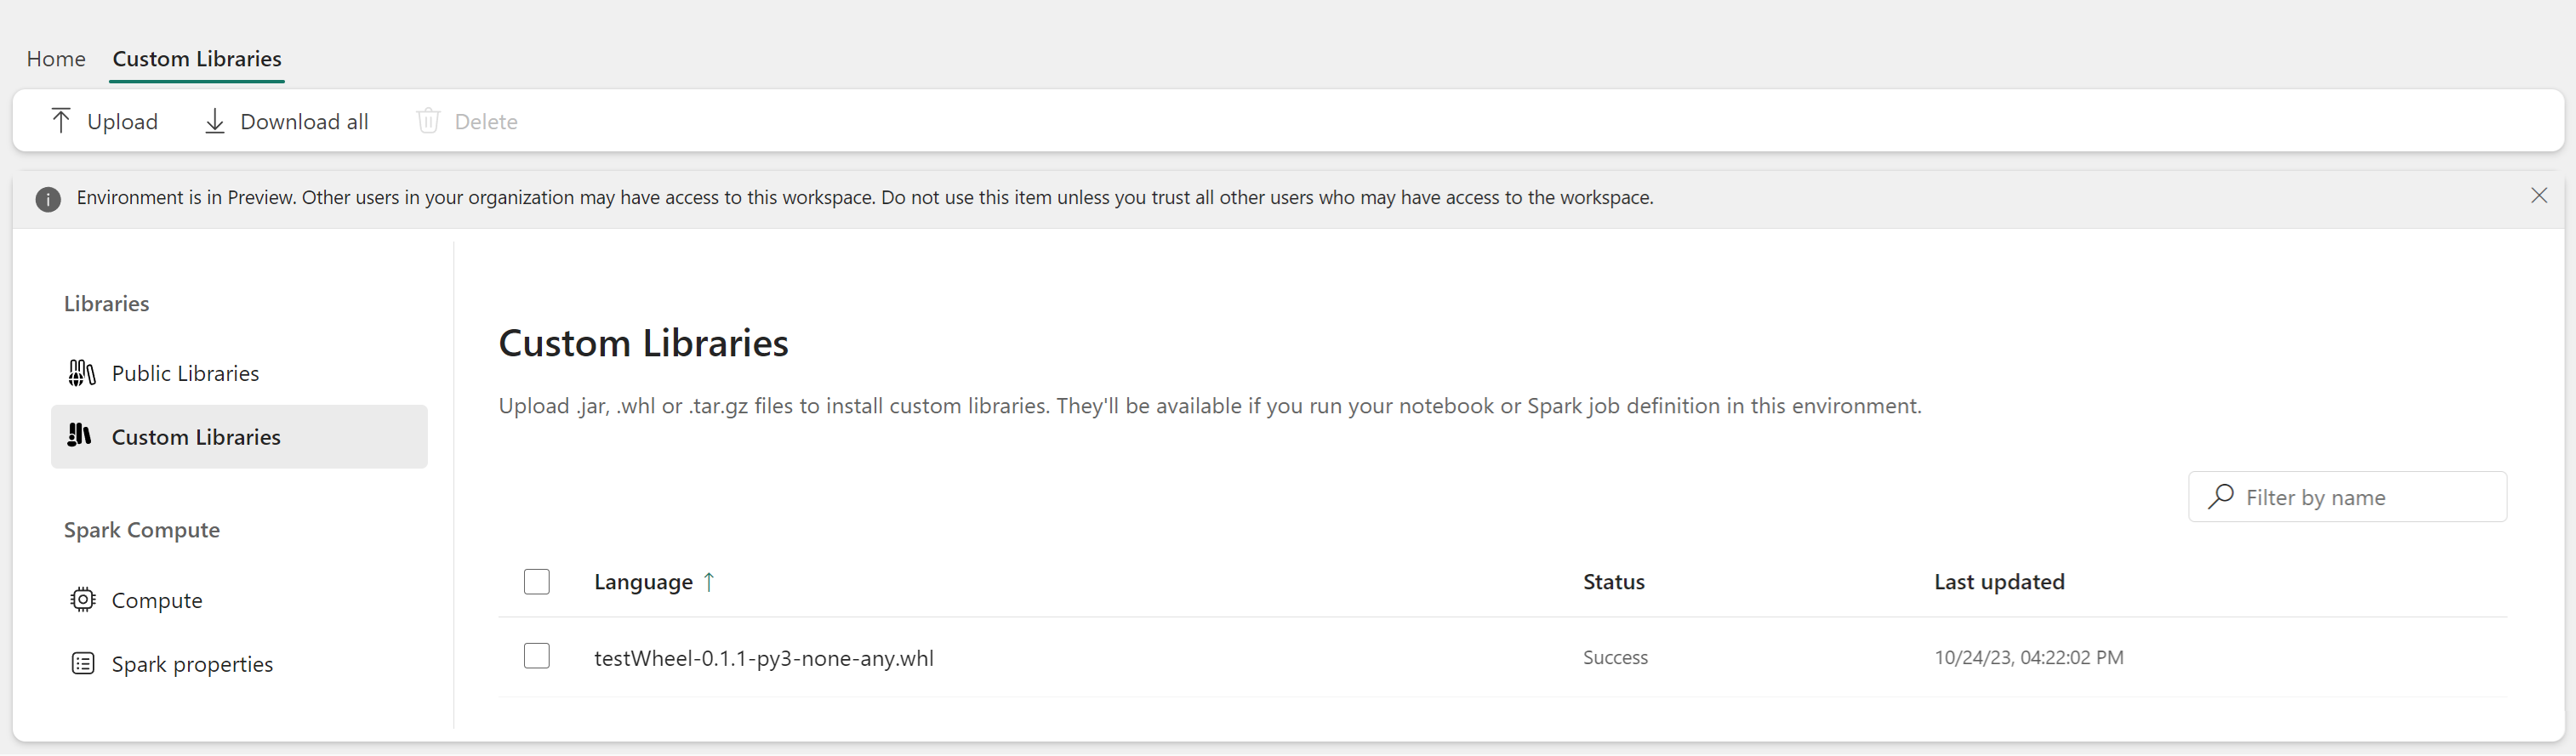 Home Custom Libraries
Upload Download all Delete
Environment is in Preview. Other users in your organization may have access to this workspace. Do not use this item unless you trust all other users who may have access to the workspace.
Libraries
Public Libraries
Custom Libraries
Spark Compute
Compute
Spark properties
Custom Libraries
Upload .jar, .whl or .tar.gz files to install custom libraries. They'll be available if you run your notebook or Spark job definition in this environment.
Filter by name
Language ↑ Status Last updated
testWheel-0.1.1-py3-none-any.whl Success 10/24/23, 04:22:02 PM